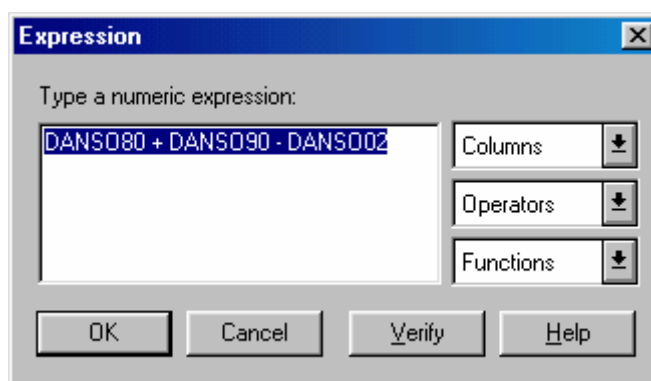 Expression
Type a numeric expression:
DANSO80 + DANSO90 - DANSO02
Columns
Operators
Functions
OK Cancel Verify Help